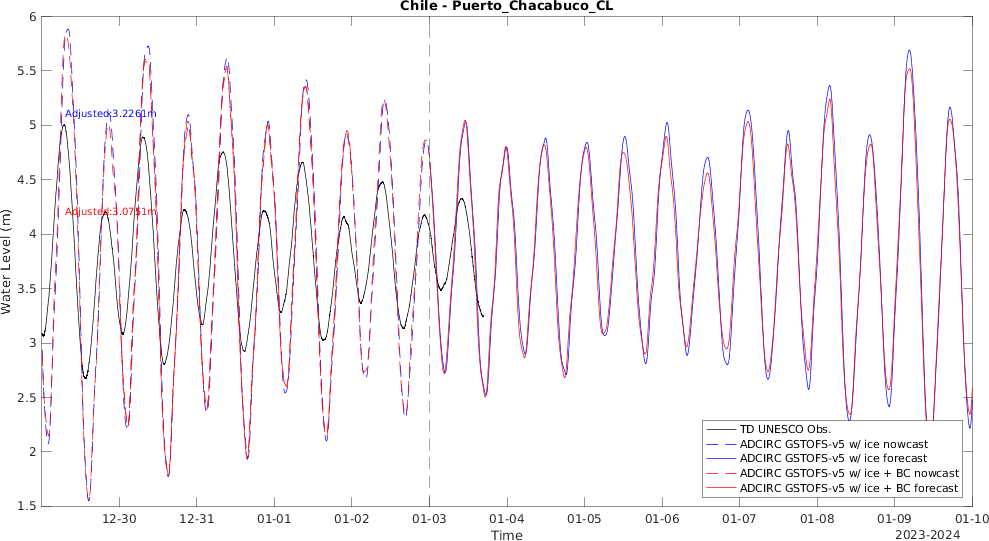 Chile - Puerto_Chacabuco_CL
6
5.5
5
4.5
4
3.5
3
2.5
2
1.5
Water Level (m)
Adjusted:3.2261m
Adjusted:3.0751m
TD UNESCO Obs.
ADCIRC GSTOFS-v5 w/ ice nowcast
ADCIRC GSTOFS-v5 w/ ice forecast
ADCIRC GSTOFS-v5 w/ ice + BC nowcast
ADCIRC GSTOFS-v5 w/ ice + BC forecast
12-30 12-31 01-01 01-02 01-03 01-04 01-05 01-06 01-07 01-08 01-09 01-10
Time
2023-2024